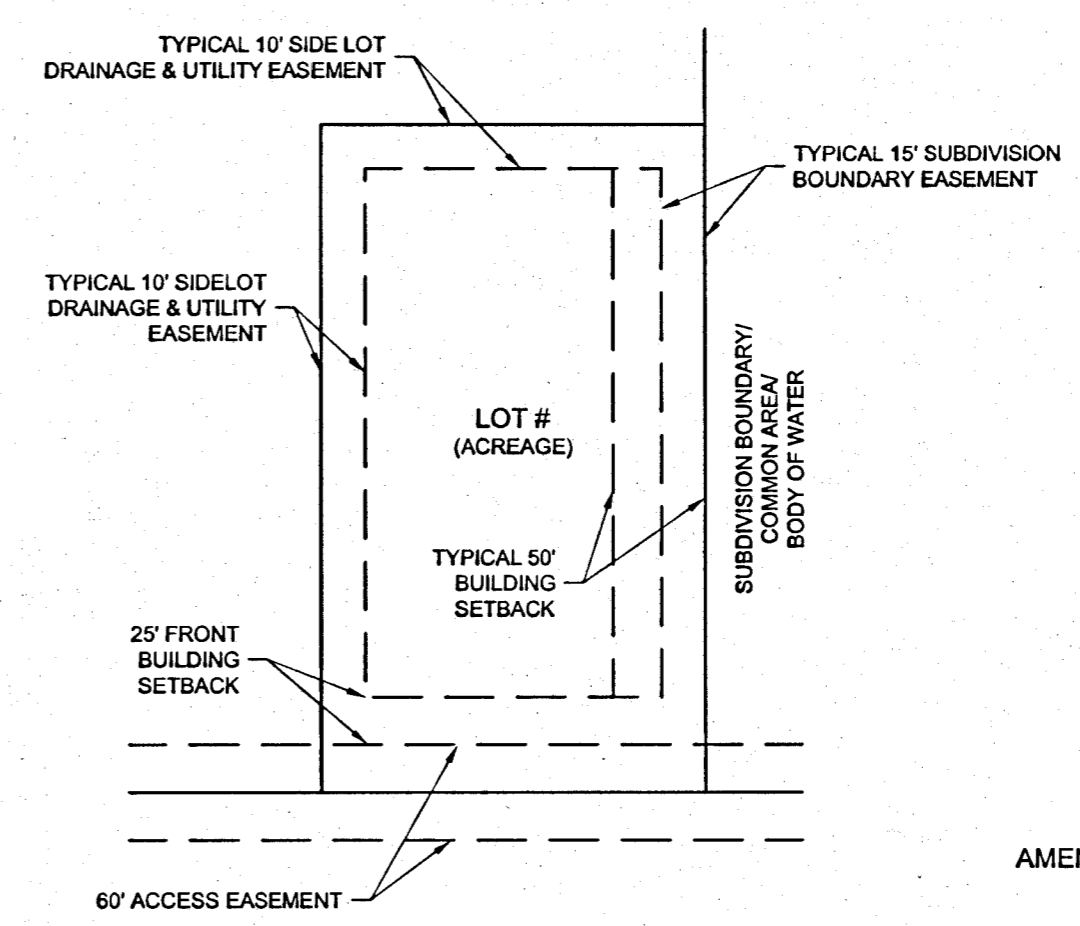 TYPICAL 10' SIDE LOT
DRAINAGE & UTILITY EASEMENT
TYPICAL 15' SUBDIVISION
BOUNDARY EASEMENT
TYPICAL 10' SIDELOT
DRAINAGE & UTILITY
EASEMENT
SUBDIVISION BOUNDARY/
COMMON AREA/
BODY OF WATER
LOT #
(ACREAGE)
TYPICAL 50'
BUILDING
SETBACK
25' FRONT
BUILDING
SETBACK
60' ACCESS EASEMENT